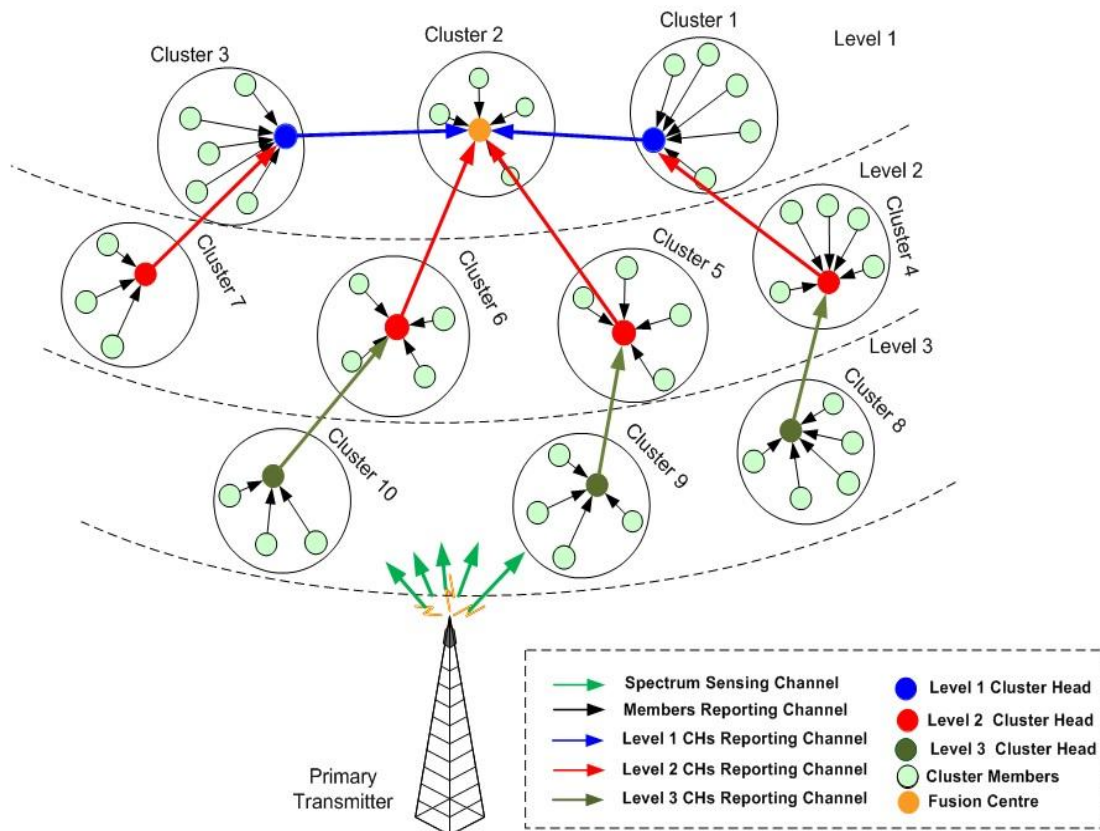 Cluster 1
Cluster 2
Cluster 3
Level 1
Level 2
Cluster 4
Cluster 5
Cluster 6
Cluster 7
Level 3
Cluster 8
Cluster 9
Cluster 10
Primary
Transmitter
Spectrum Sensing Channel
Members Reporting Channel
Level 1 CHs Reporting Channel
Level 2 CHs Reporting Channel
Level 3 CHs Reporting Channel
Level 1 Cluster Head
Level 2 Cluster Head
Level 3 Cluster Head
Cluster Members
Fusion Centre